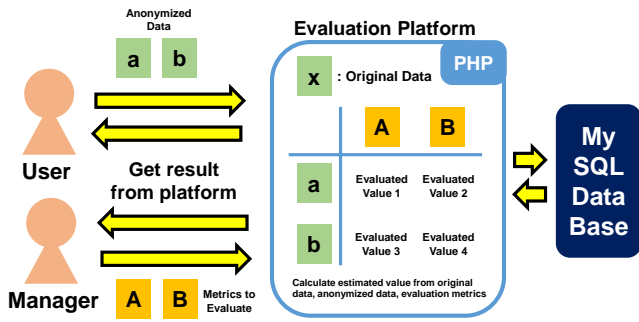 Anonymized
Data
a b
User
Get result
from platform
Manager
A B
Metrics to
Evaluate
Evaluation Platform
PHP
x : Original Data
A B
a
Evaluated
Value 1
Evaluated
Value 2
b
Evaluated
Value 3
Evaluated
Value 4
Calculate estimated value from original
data, anonymized data, evaluation metrics
My
SQL
Data
Base